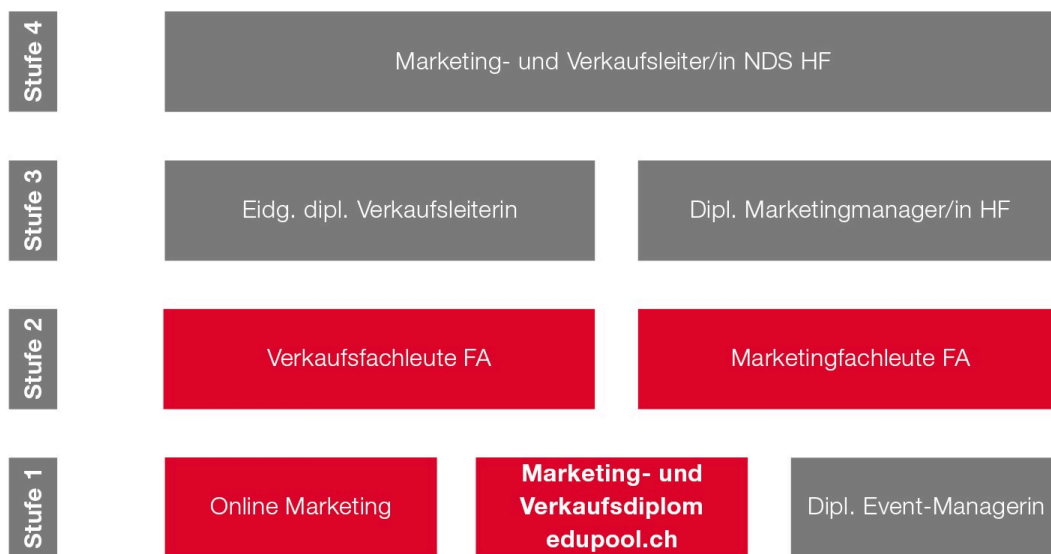 Stufe 4
Marketing- und Verkaufsleiter/in NDS HF
Stufe 3
Eidg. dipl. Verkaufsleiterin
Dipl. Marketingmanager/in HF
Stufe 2
Verkaufsfachleute FA
Marketingfachleute FA
Stufe 1
Online Marketing
Marketing- und
Verkaufsdiplom
edupool.ch
Dipl. Event-Managerin